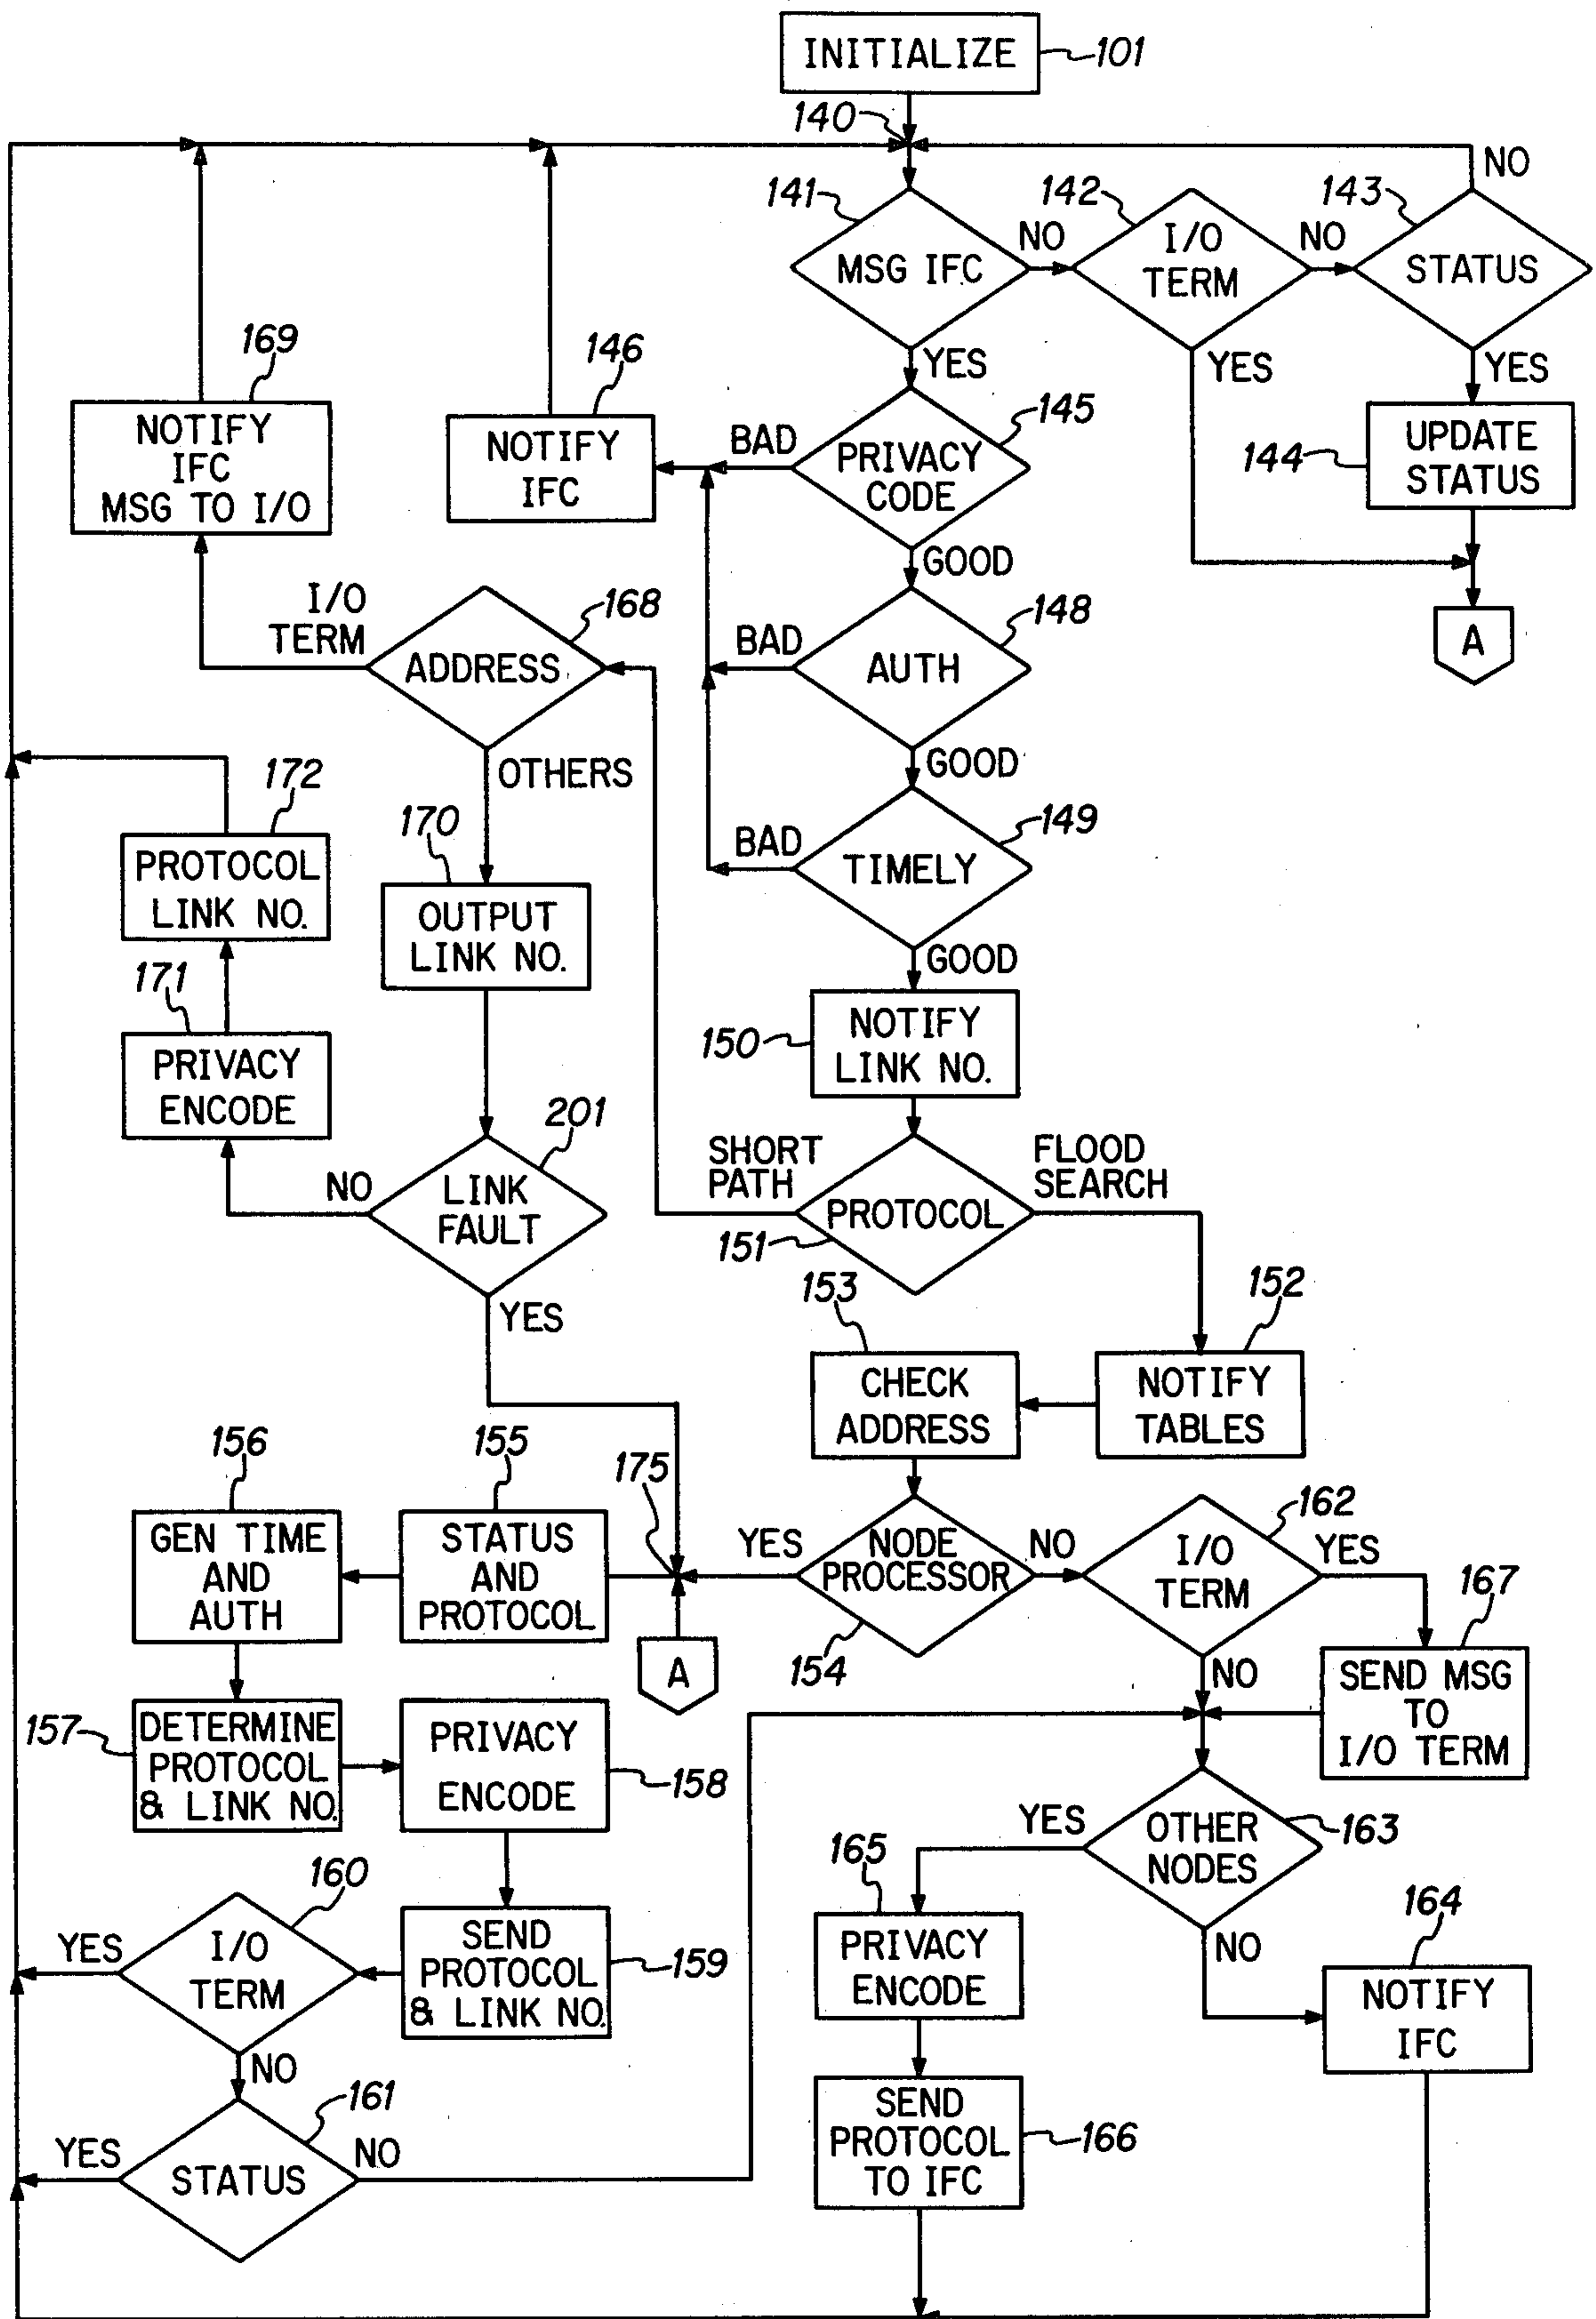 INITIALIZE
101
140
NO
141
142
143
MSG IFC
NO
I/O
TERM
NO
STATUS
169
146
YES
YES
YES
NOTIFY
IFC
MSG TO I/O
NOTIFY
IFC
BAD
PRIVACY
CODE
145
144
UPDATE
STATUS
GOOD
I/O
TERM
ADDRESS
168
BAD
AUTH
148
A
OTHERS
GOOD
172
170
BAD
TIMELY
149
PROTOCOL
LINK NO.
OUTPUT
LINK NO.
GOOD
171
150
NOTIFY
LINK NO.
PRIVACY
ENCODE
201
NO
LINK
FAULT
SHORT
PATH
PROTOCOL
151
FLOOD
SEARCH
YES
153
152
CHECK
ADDRESS
NOTIFY
TABLES
156
155
175
GEN TIME
AND
AUTH
STATUS
AND
PROTOCOL
YES
NODE
PROCESSOR
154
NO
I/O
TERM
162
YES
167
A
NO
SEND MSG
TO
I/O TERM
157
DETERMINE
PROTOCOL
& LINK NO.
PRIVACY
ENCODE
158
YES
OTHER
NODES
163
160
165
164
YES
I/O
TERM
SEND
PROTOCOL
& LINK NO.
159
PRIVACY
ENCODE
NO
NOTIFY
IFC
NO
161
YES
STATUS
NO
SEND
PROTOCOL
TO IFC
166